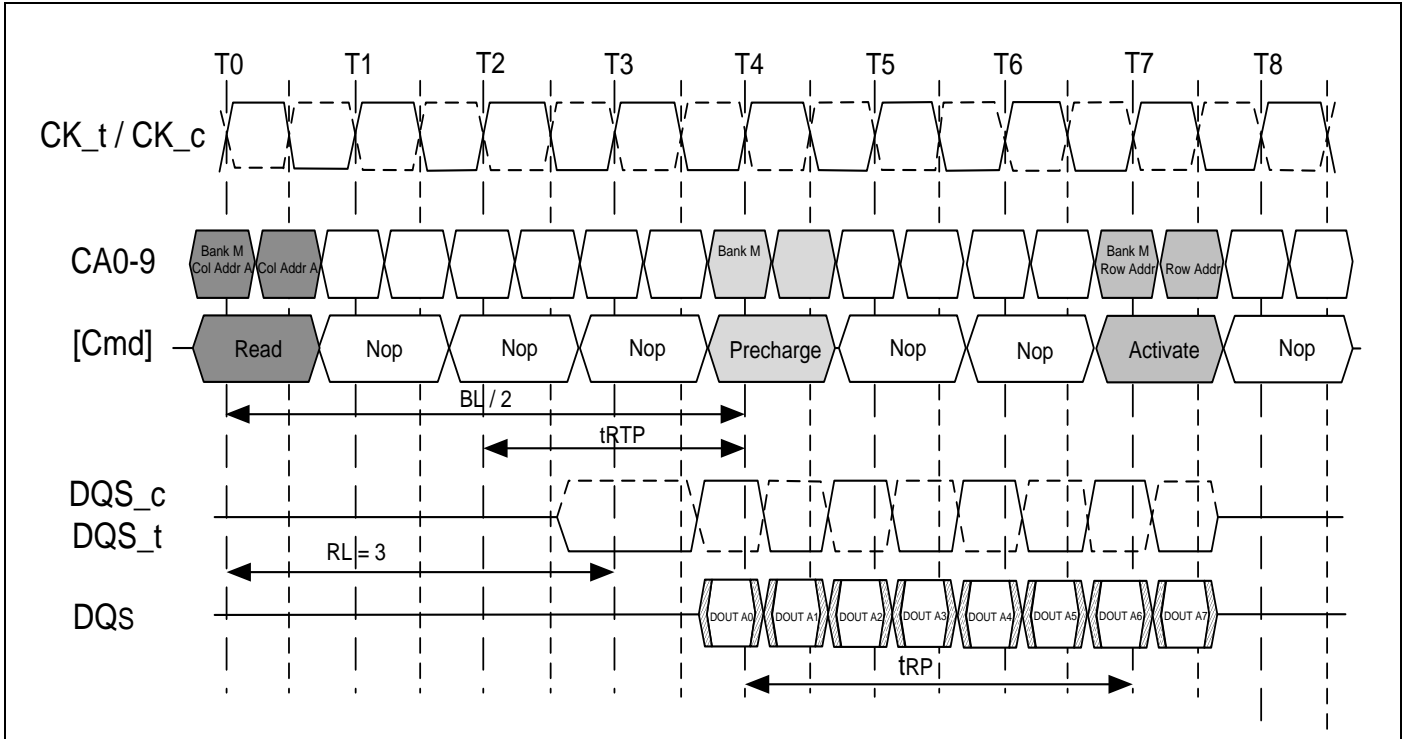 T0 T1 T2 T3 T4 T5 T6 T7 T8
CK_t / CK_c
CA0-9
Bank M
Col Addr A
Col Addr A
Bank M
Bank M
Row Addr
Row Addr
[Cmd]
Read Nop Nop Nop Precharge Nop Nop Activate Nop
BL / 2
tRTP
DQS_c
DQS_t
RL = 3
DQs
DOUT A0 DOUT A1 DOUT A2 DOUT A3 DOUT A4 DOUT A5 DOUT A6 DOUT A7
tRP